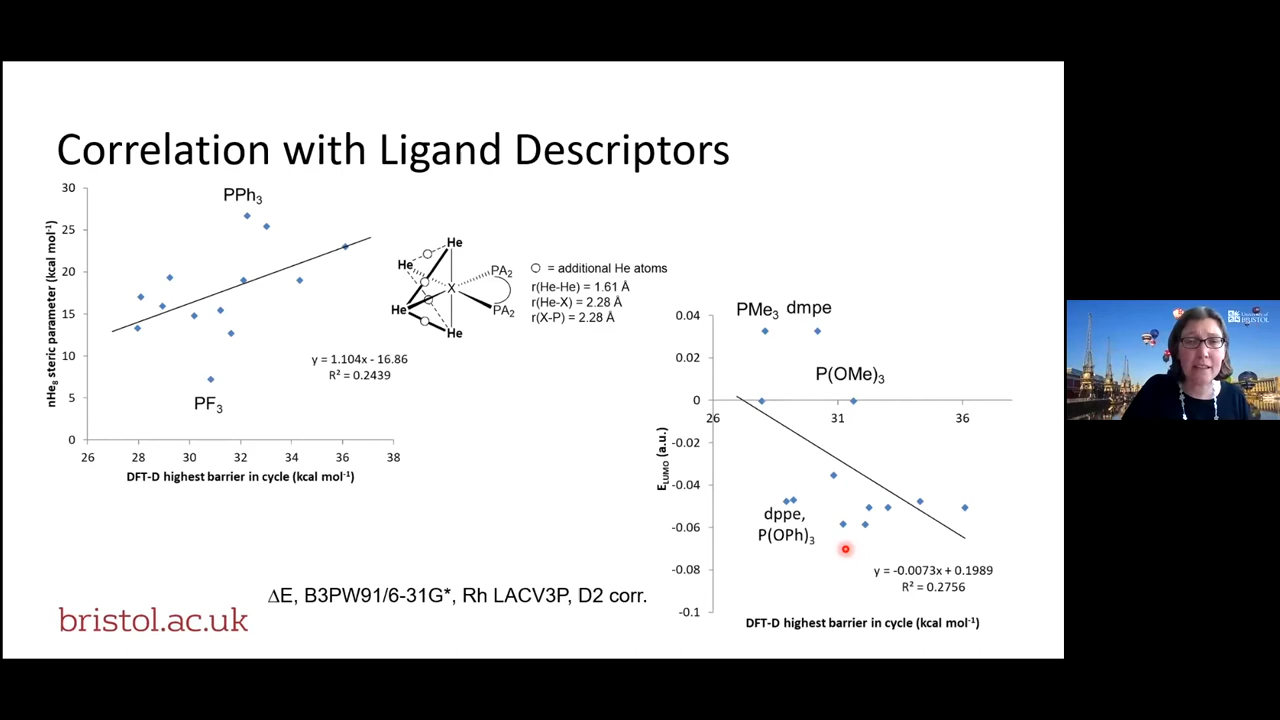 Correlation with Ligand Descriptors
30
25
20
15
10
5
0
nHe₈ steric parameter (kcal mol⁻¹)
PPh₃
PF₃
y = 1.104x - 16.86
R² = 0.2439
26 28 30 32 34 36 38
DFT-D highest barrier in cycle (kcal mol⁻¹)
He
He
He
He
X
PA₂
PA₂
= additional He atoms
r(He-He) = 1.61 Å
r(He-X) = 2.28 Å
r(X-P) = 2.28 Å
PMe₃ dmpe
P(OMe)₃
0.04
0.02
0
-0.02
-0.04
-0.06
-0.08
-0.1
E_LUMO (a.u.)
26 31 36
dppe,
P(OPh)₃
y = -0.0073x + 0.1989
R² = 0.2756
DFT-D highest barrier in cycle (kcal mol⁻¹)
ΔE, B3PW91/6-31G*, Rh LACV3P, D2 corr.
bristol.ac.uk
University of
BRISTOL